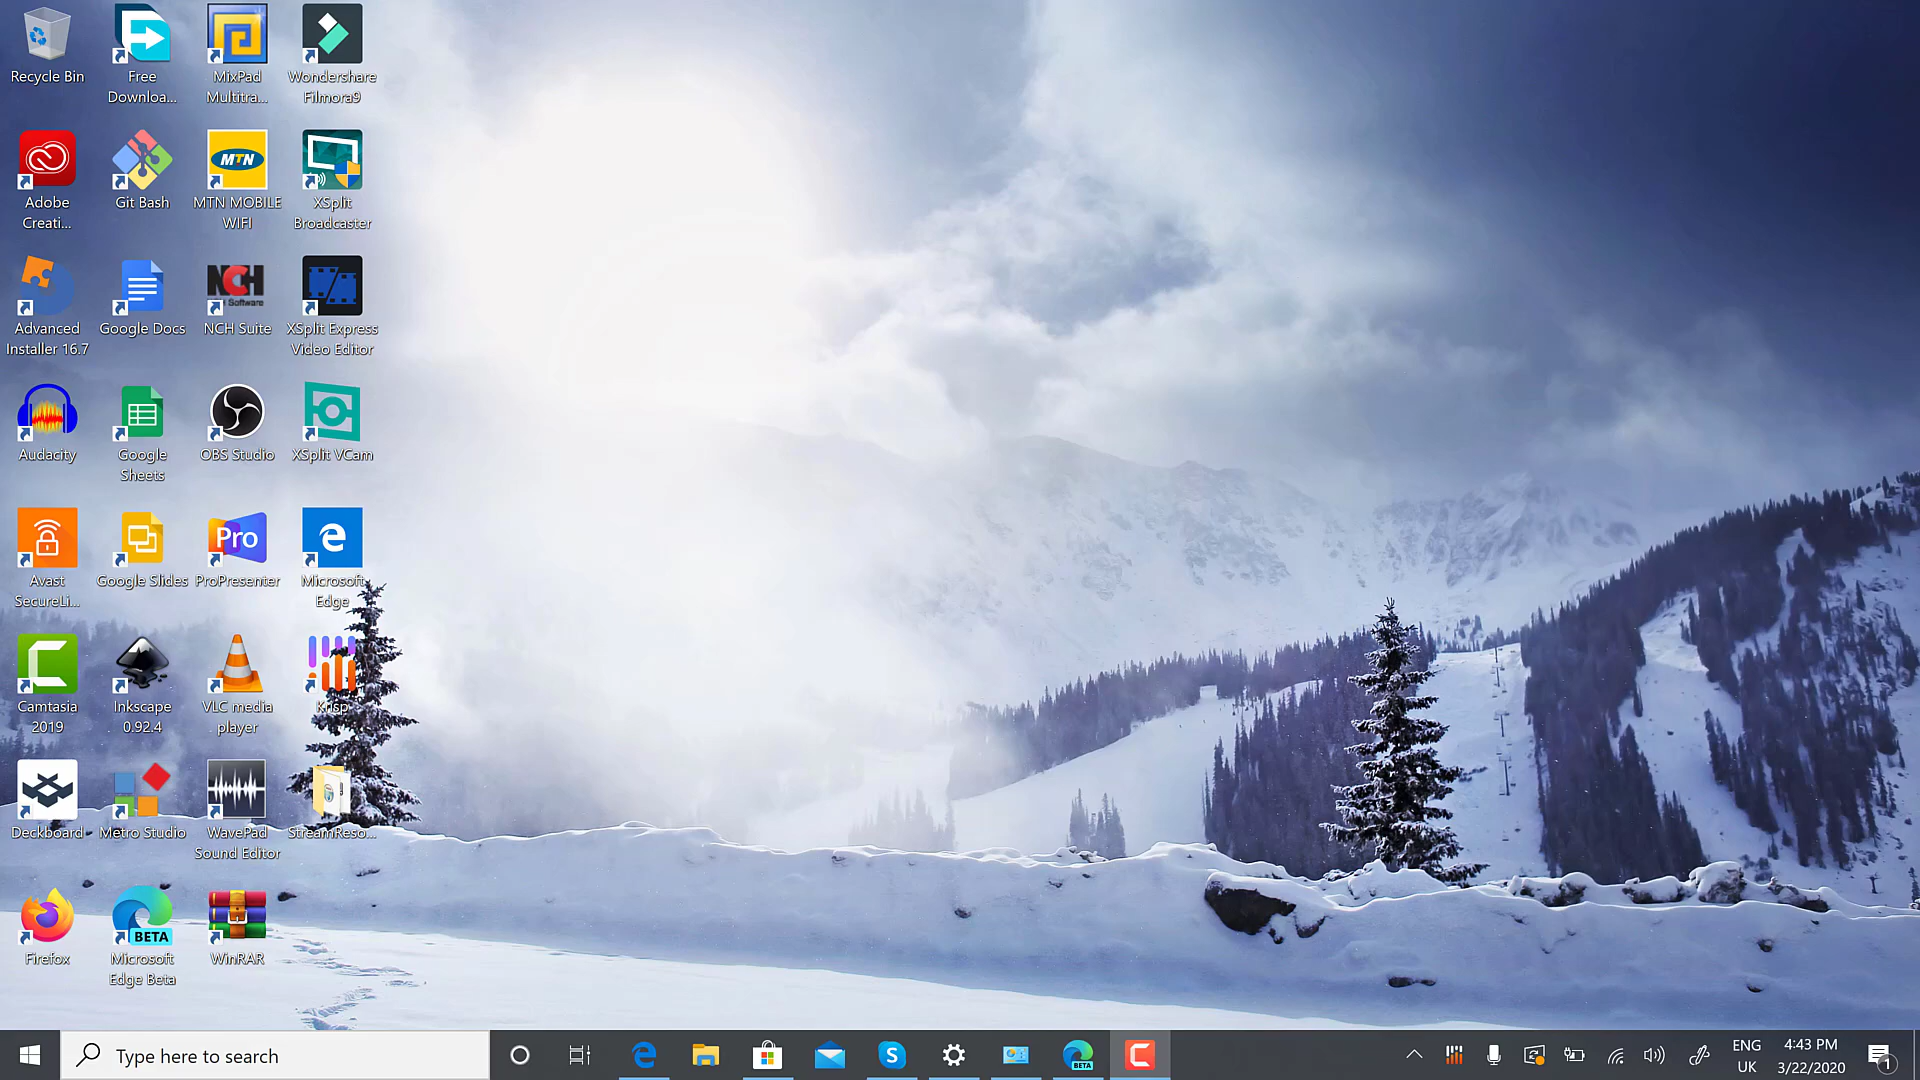 Recycle Bin
Free
Downloa...
MixPad
Multitra...
Wondershare
Filmora9
Adobe
Creati...
Git Bash
MTN
MTN MOBILE
WIFI
XSplit
Broadcaster
Advanced
Installer 16.7
Google Docs
NCH
Software
NCH Suite
XSplit Express
Video Editor
Audacity
Google
Sheets
OBS Studio
XSplit VCam
Avast
SecureLi...
Google Slides
Pro
ProPresenter
Microsoft
Edge
Camtasia
2019
Inkscape
0.92.4
VLC media
player
Krisp
Deckboard
Metro Studio
WavePad
Sound Editor
StreamReso...
Firefox
BETA
Microsoft
Edge Beta
WinRAR
Type here to search
BETA
ENG
UK
4:43 PM
3/22/2020
1